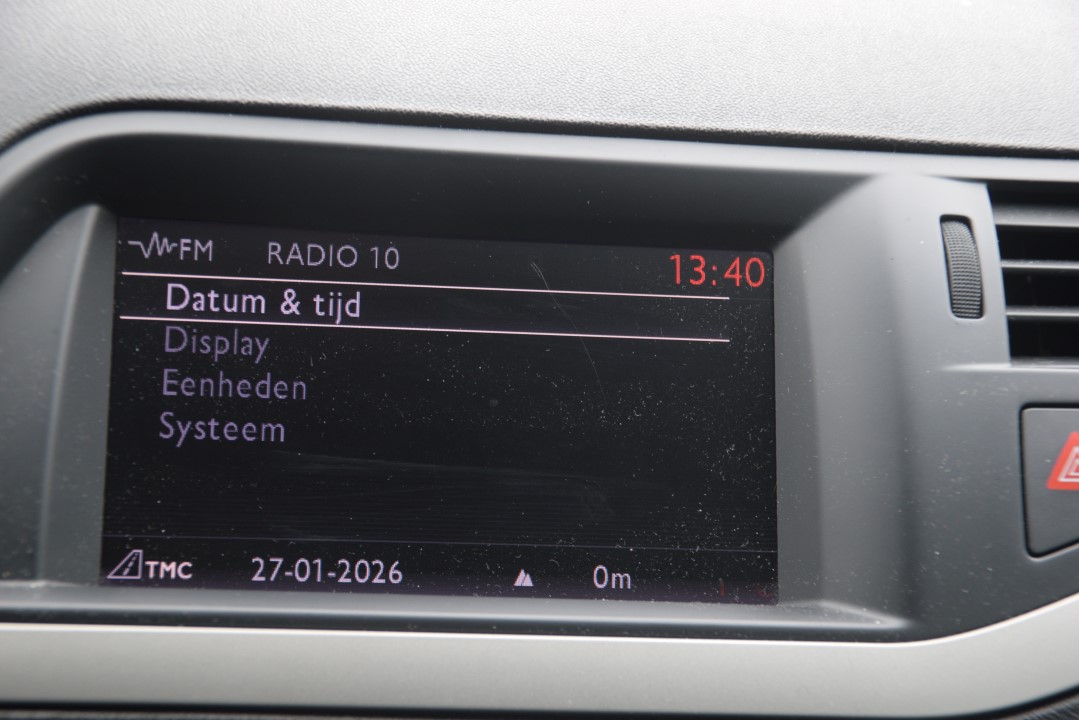 FM RADIO 10 13:40
Datum & tijd
Display
Eenheden
Systeem
TMC 27-01-2026 0m